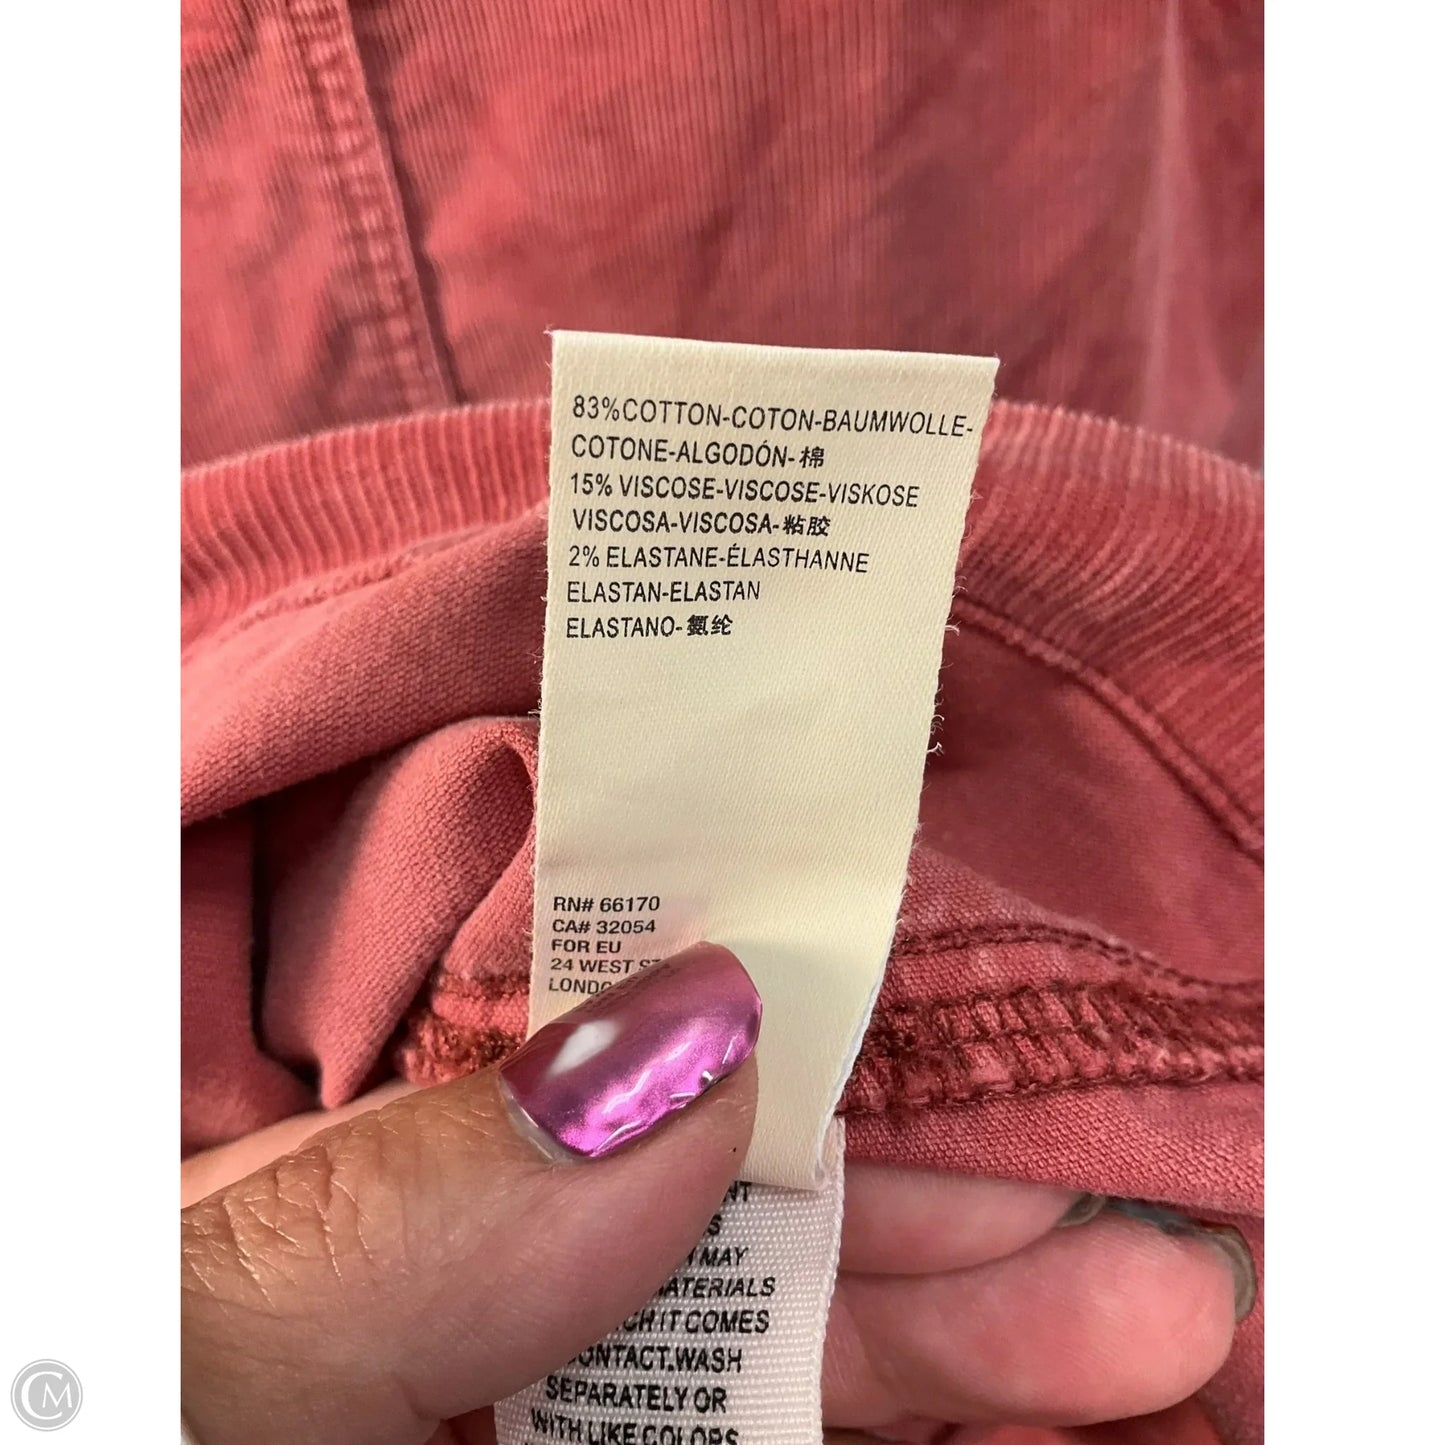 83%COTTON-COTON-BAUMWOLLE-
COTONE-ALGODÓN-棉
15% VISCOSE-VISCOSE-VISKOSE
VISCOSA-VISCOSA-粘胶
2% ELASTANE-ÉLASTHANNE
ELASTAN-ELASTAN
ELASTANO-氨纶
RN# 66170
CA# 32054
FOR EU
24 WEST
MAY
IT COMES
WASH
SEPARATELY OR
WITH LIKE COLORS
CM